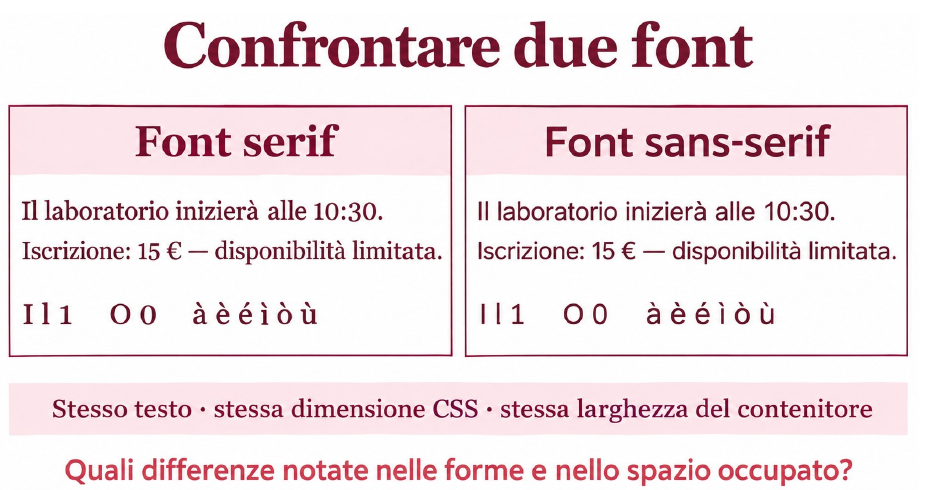 Confrontare due font
Font serif
Il laboratorio inizierà alle 10:30.
Iscrizione: 15 € — disponibilità limitata.
I l 1 O 0 à è é ì ò ù
Font sans-serif
Il laboratorio inizierà alle 10:30.
Iscrizione: 15 € — disponibilità limitata.
I l 1 O 0 à è é ì ò ù
Stesso testo · stessa dimensione CSS · stessa larghezza del contenitore
Quali differenze notate nelle forme e nello spazio occupato?